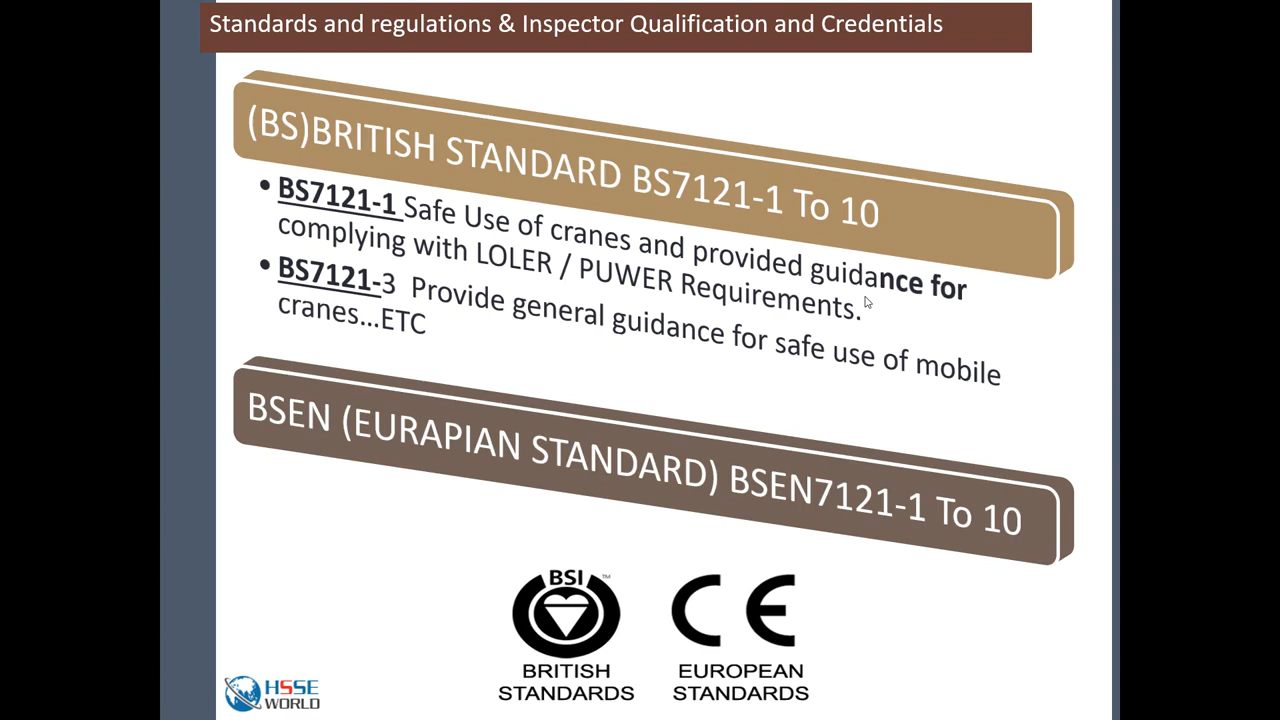 Standards and regulations & Inspector Qualification and Credentials
(BS)BRITISH STANDARD BS7121-1 To 10
• BS7121-1 Safe Use of cranes and provided guidance for
complying with LOLER / PUWER Requirements.
• BS7121-3 Provide general guidance for safe use of mobile
cranes...ETC
BSEN (EURAPIAN STANDARD) BSEN7121-1 To 10
BSI ™
CE
BRITISH
STANDARDS
EUROPEAN
STANDARDS
HSSE
WORLD